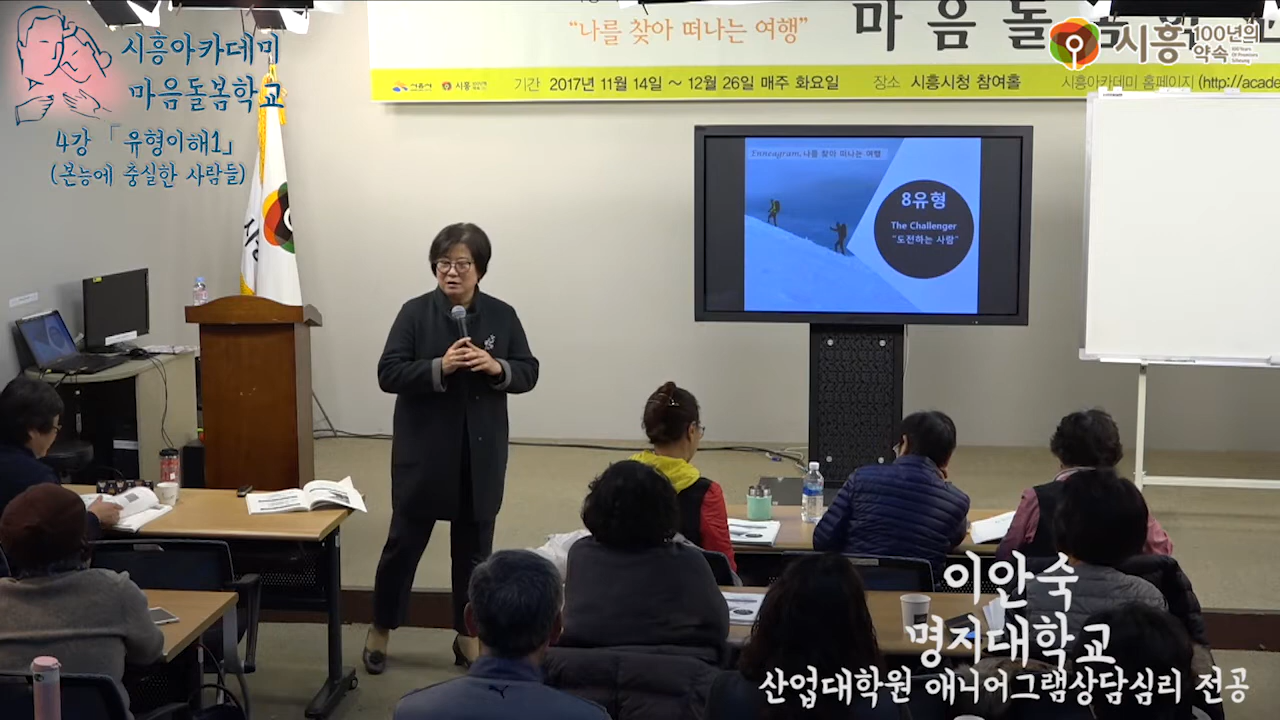 시흥아카데미
마음돌봄학교
4강 「유형이해1」
(본능에 충실한 사람들)
“나를 찾아 떠나는 여행”
마음돌봄학교
시흥
100년의
약속
기간 2017년 11월 14일 ~ 12월 26일 매주 화요일 장소 시흥시청 참여홀 시흥아카데미 홈페이지 (http://acade
Enneagram, 나를 찾아 떠나는 여행
8유형
The Challenger
“도전하는 사람”
이안숙
명지대학교
산업대학원 애니어그램상담심리 전공